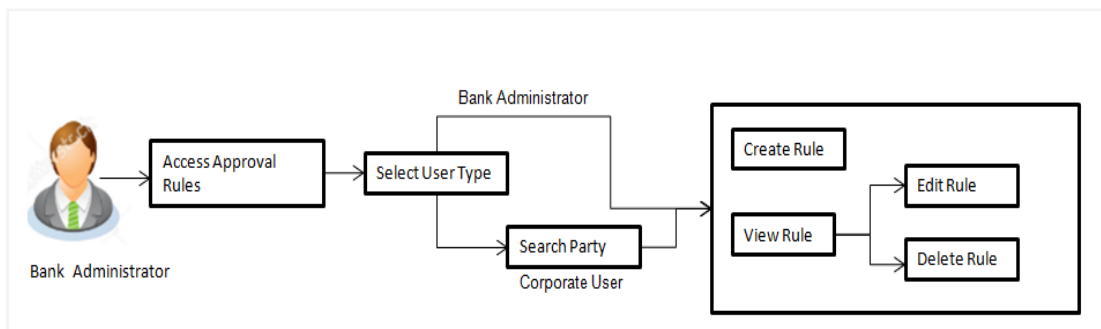 Bank Administrator
Access Approval
Rules
Select User Type
Bank Administrator
Search Party
Corporate User
Create Rule
View Rule
Edit Rule
Delete Rule